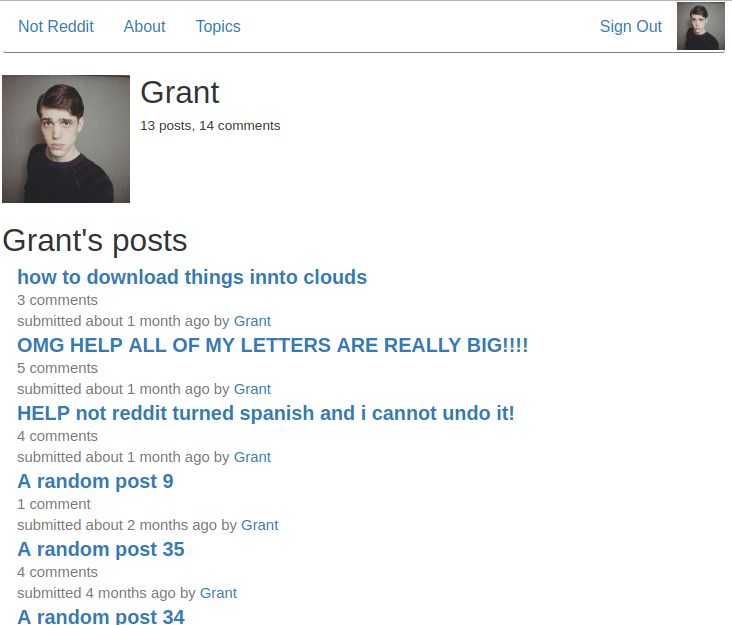 Not Reddit About Topics Sign Out
Grant
13 posts, 14 comments
Grant's posts
how to download things innto clouds
3 comments
submitted about 1 month ago by Grant
OMG HELP ALL OF MY LETTERS ARE REALLY BIG!!!!
5 comments
submitted about 1 month ago by Grant
HELP not reddit turned spanish and i cannot undo it!
4 comments
submitted about 1 month ago by Grant
A random post 9
1 comment
submitted about 2 months ago by Grant
A random post 35
4 comments
submitted 4 months ago by Grant
A random post 34